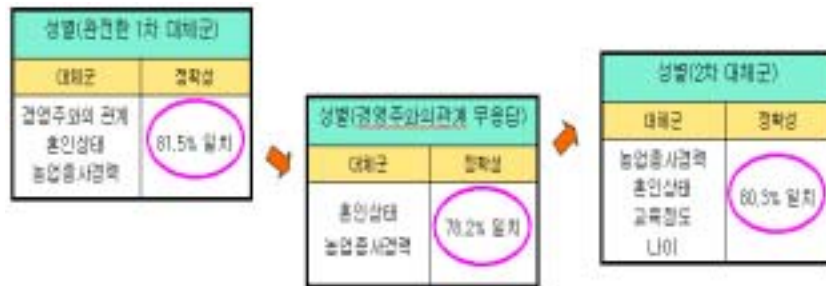 성별(완전한 1차 대체군)
대체군 정확성
경영주와의 관계
혼인상태
농업종사경력
81.5% 일치
성별(경영주와의관계 무응답)
대체군 정확성
혼인상태
농업종사경력
78.2% 일치
성별(2차 대체군)
대체군 정확성
농업종사경력
혼인상태
교육정도
나이
80.3% 일치